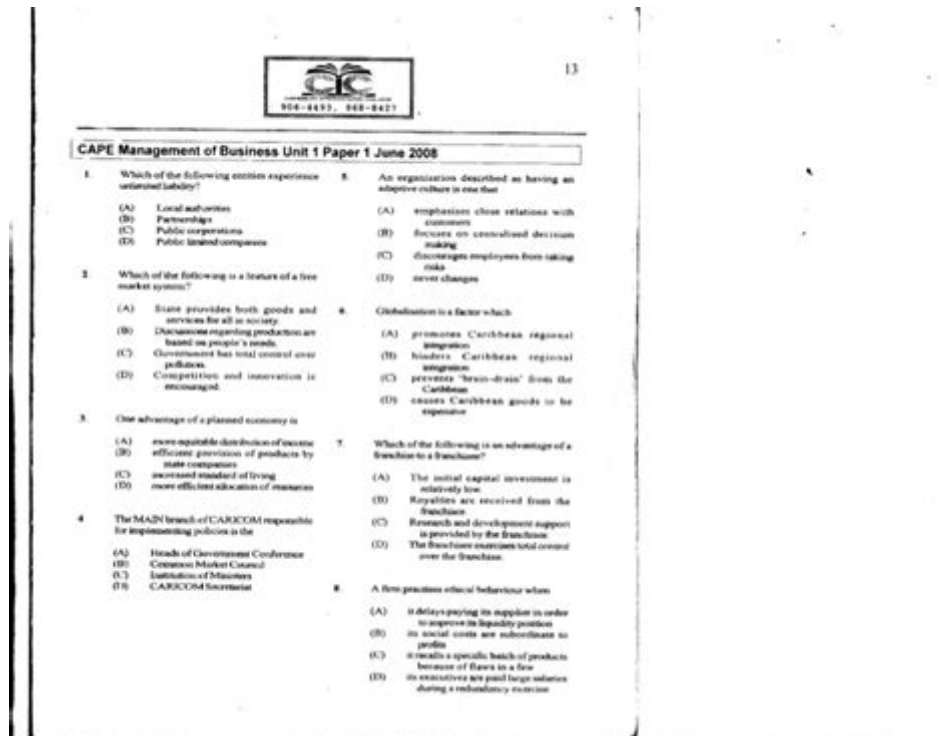 13
CIC
906-4493, 968-8427
CAPE Management of Business Unit 1 Paper 1 June 2008
1. Which of the following entities experience
unlimited liability?
(A) Local authorities
(B) Partnerships
(C) Public corporations
(D) Public limited companies
2. Which of the following is a feature of a free
market system?
(A) State provides both goods and
services for all in society.
(B) Discussions regarding production are
based on people's needs.
(C) Government has total control over
pollution.
(D) Competition and innovation is
encouraged.
3. One advantage of a planned economy is
(A) more equitable distribution of income
(B) efficient provision of products by
state companies
(C) increased standard of living
(D) more efficient allocation of resources
4 The MAIN branch of CARICOM responsible
for implementing policies is the
(A) Heads of Government Conference
(B) Common Market Council
(C) Institution of Ministers
(D) CARICOM Secretariat
5. An organization described as having an
adaptive culture is one that
(A) emphasises close relations with
customers
(B) focuses on centralised decision
making
(C) discourages employees from taking
risks
(D) never changes
6. Globalisation is a factor which
(A) promotes Caribbean regional
integration
(B) hinders Caribbean regional
integration
(C) prevents 'brain-drain' from the
Caribbean
(D) causes Caribbean goods to be
expensive
7. Which of the following is an advantage of a
franchise to a franchisee?
(A) The initial capital investment is
relatively low.
(B) Royalties are received from the
franchisor.
(C) Research and development support
is provided by the franchisor.
(D) The franchisee exercises total control
over the franchise.
8. A firm practises ethical behaviour when
(A) it delays paying its supplier in order
to improve its liquidity position
(B) its social costs are subordinate to
profits
(C) it recalls a specific batch of products
because of flaws in a few
(D) its executives are paid large salaries
during a redundancy exercise